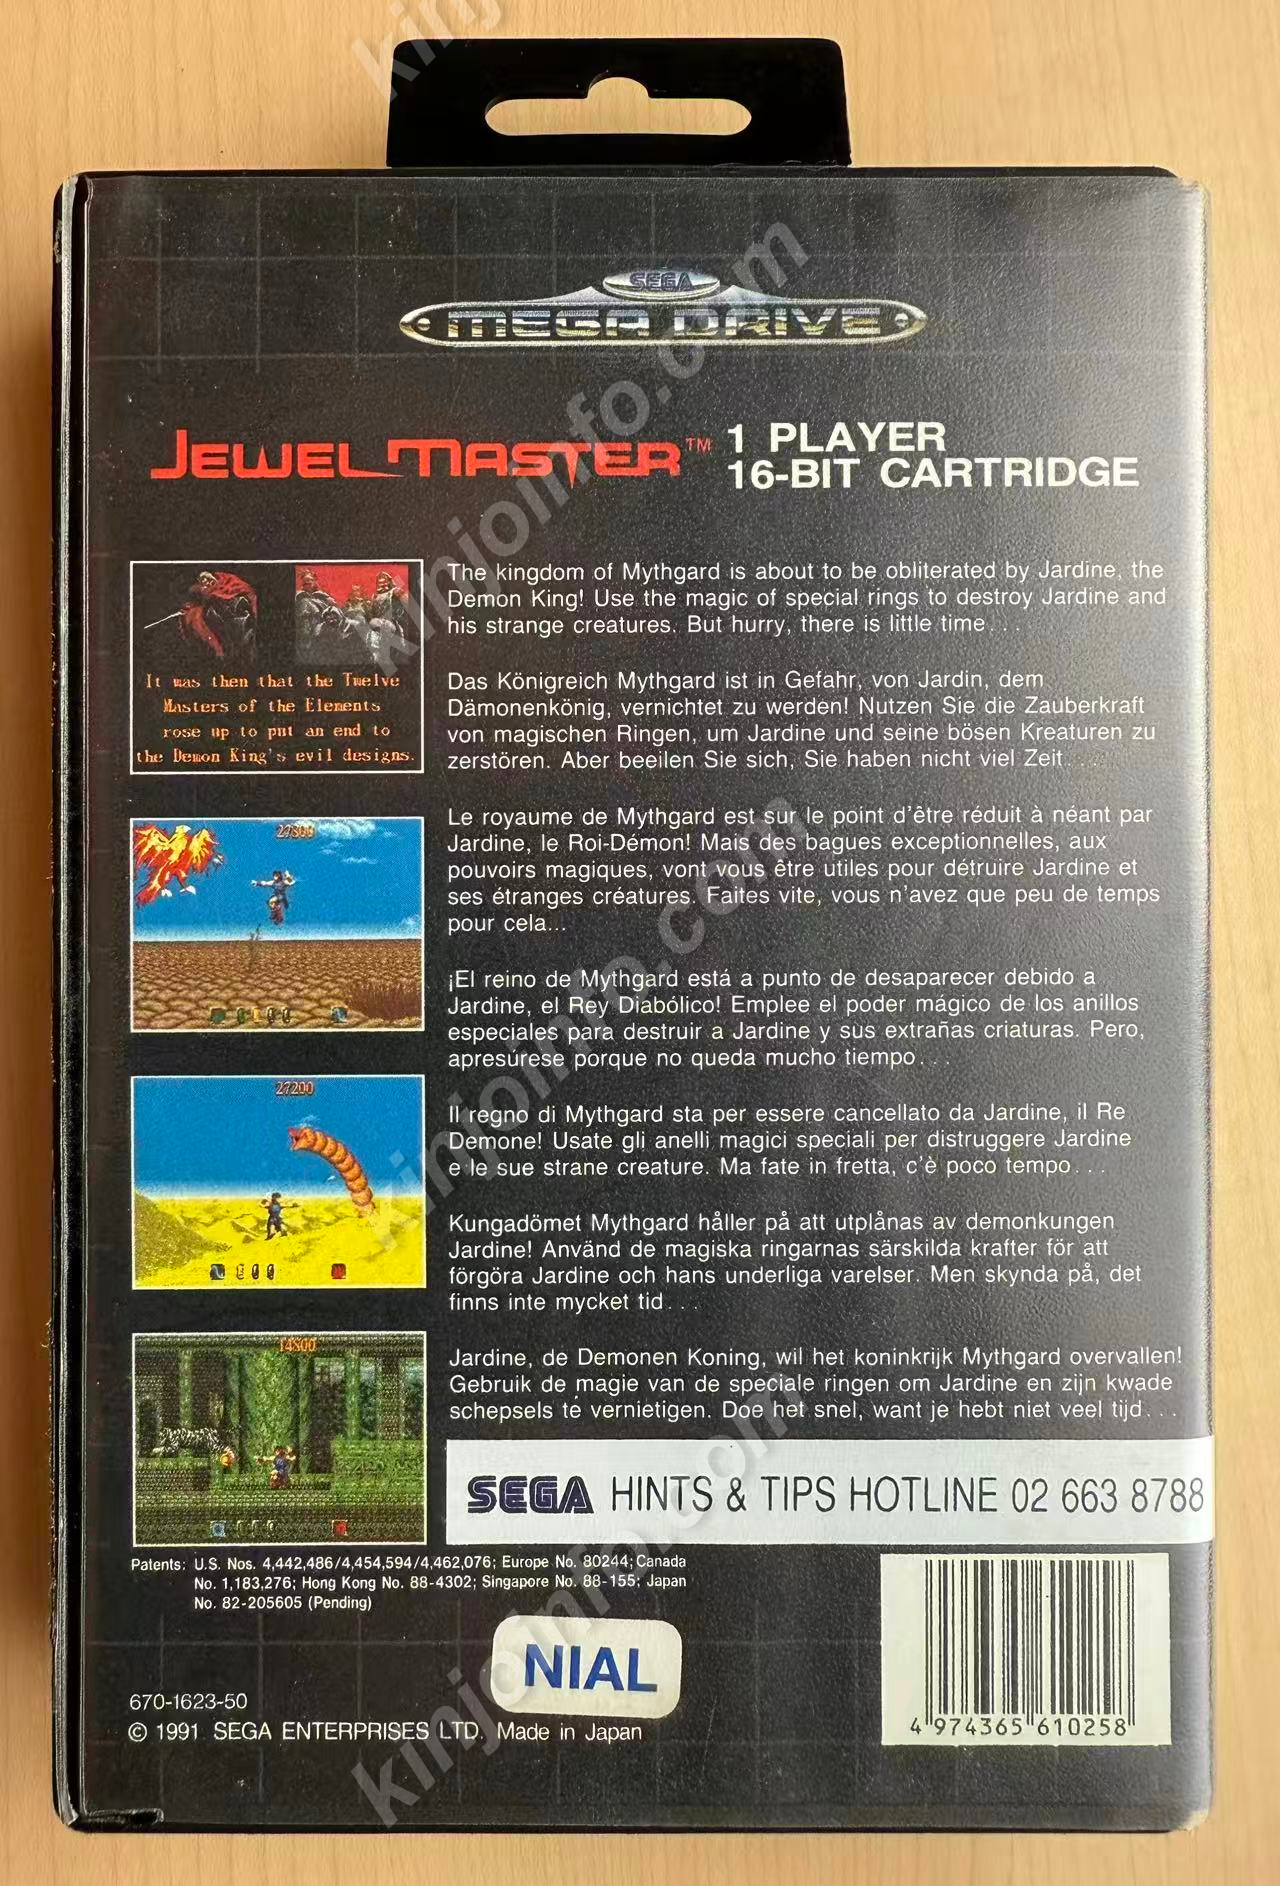 SEGA
MEGA DRIVE
JEWEL MASTER™
1 PLAYER
16-BIT CARTRIDGE
It was then that the Twelve
Masters of the Elements
rose up to put an end to
the Demon King's evil designs.
27800
27200
14800
The kingdom of Mythgard is about to be obliterated by Jardine, the
Demon King! Use the magic of special rings to destroy Jardine and
his strange creatures. But hurry, there is little time...
Das Königreich Mythgard ist in Gefahr, von Jardin, dem
Dämonenkönig, vernichtet zu werden! Nutzen Sie die Zauberkraft
von magischen Ringen, um Jardine und seine bösen Kreaturen zu
zerstören. Aber beeilen Sie sich, Sie haben nicht viel Zeit....
Le royaume de Mythgard est sur le point d'être réduit à néant par
Jardine, le Roi-Démon! Mais des bagues exceptionnelles, aux
pouvoirs magiques, vont vous être utiles pour détruire Jardine et
ses étranges créatures. Faites vite, vous n'avez que peu de temps
pour cela...
¡El reino de Mythgard está a punto de desaparecer debido a
Jardine, el Rey Diabólico! Emplee el poder mágico de los anillos
especiales para destruir a Jardine y sus extrañas criaturas. Pero,
apresúrese porque no queda mucho tiempo...
Il regno di Mythgard sta per essere cancellato da Jardine, il Re
Demone! Usate gli anelli magici speciali per distruggere Jardine
e le sue strane creature. Ma fate in fretta, c'è poco tempo...
Kungadömet Mythgard håller på att utplånas av demonkungen
Jardine! Använd de magiska ringarnas särskilda krafter för att
förgöra Jardine och hans underliga varelser. Men skynda på, det
finns inte mycket tid...
Jardine, de Demonen Koning, wil het koninkrijk Mythgard overvallen!
Gebruik de magie van de speciale ringen om Jardine en zijn kwade
schepsels te vernietigen. Doe het snel, want je hebt niet veel tijd...
SEGA HINTS & TIPS HOTLINE 02 663 8788
Patents: U.S. Nos. 4,442,486/4,454,594/4,462,076; Europe No. 80244; Canada
No. 1,183,276; Hong Kong No. 88-4302; Singapore No. 88-155; Japan
No. 82-205605 (Pending)
NIAL
670-1623-50
© 1991 SEGA ENTERPRISES LTD. Made in Japan
4 974365 610258
kinjoinfo.com
kinjoinfo.com
kinjoinfo.com
kinjoinfo.com